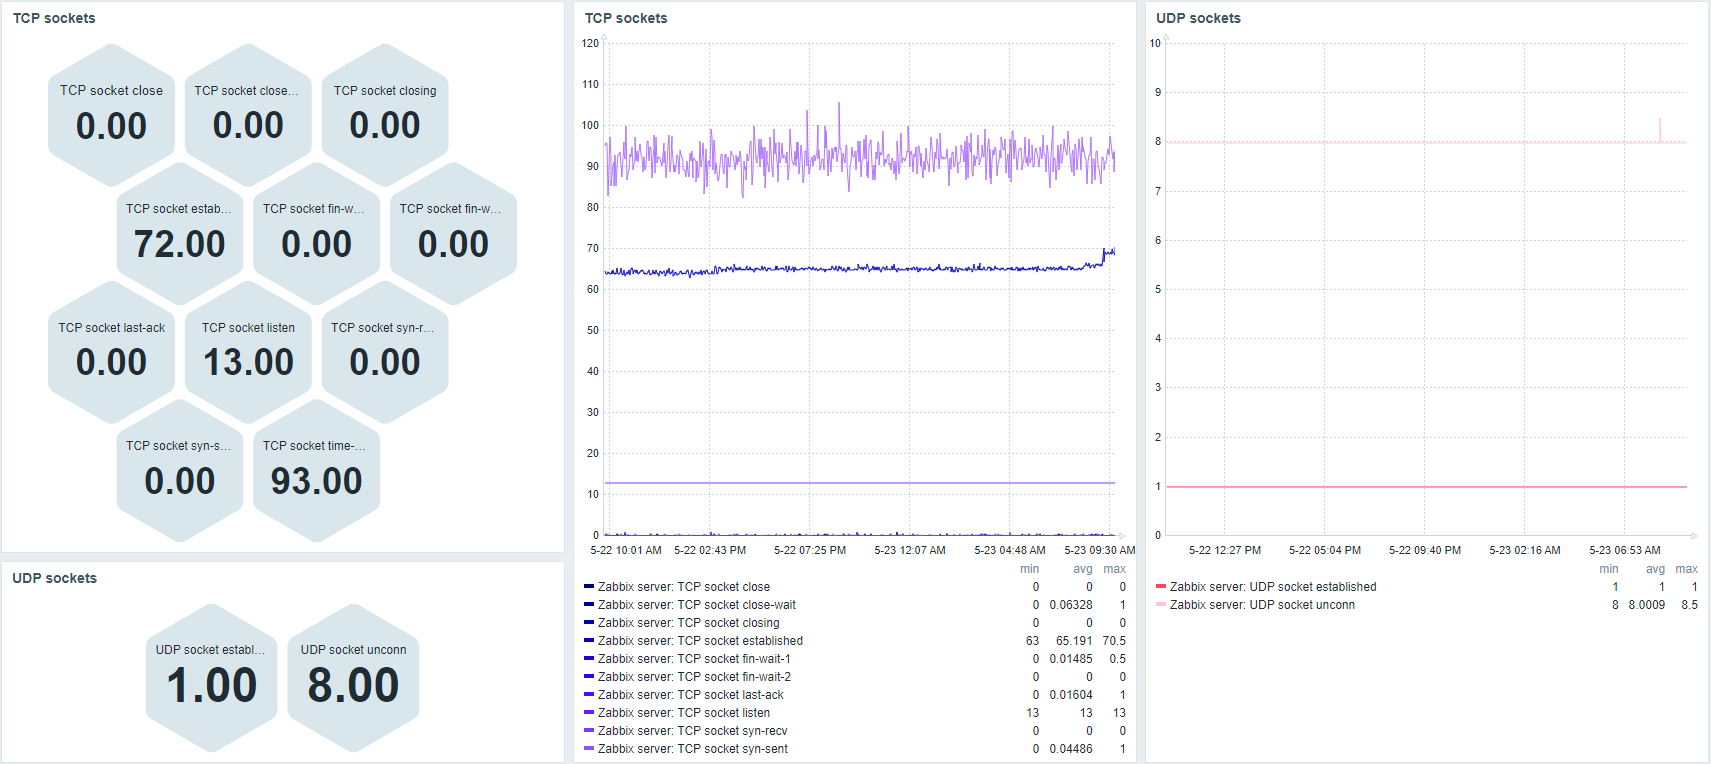 TCP sockets
TCP socket close
0.00
TCP socket close...
0.00
TCP socket closing
0.00
TCP socket estab...
72.00
TCP socket fin-w...
0.00
TCP socket fin-w...
0.00
TCP socket last-ack
0.00
TCP socket listen
13.00
TCP socket syn-r...
0.00
TCP socket syn-s...
0.00
TCP socket time-...
93.00
UDP sockets
UDP socket establ...
1.00
UDP socket unconn
8.00
TCP sockets
120
110
100
90
80
70
60
50
40
30
20
10
0
5-22 10:01 AM 5-22 02:43 PM 5-22 07:25 PM 5-23 12:07 AM 5-23 04:48 AM 5-23 09:30 AM
min avg max
Zabbix server: TCP socket close 0 0 0
Zabbix server: TCP socket close-wait 0 0.06328 1
Zabbix server: TCP socket closing 0 0 0
Zabbix server: TCP socket established 63 65.191 70.5
Zabbix server: TCP socket fin-wait-1 0 0.01485 0.5
Zabbix server: TCP socket fin-wait-2 0 0 0
Zabbix server: TCP socket last-ack 0 0.01604 1
Zabbix server: TCP socket listen 13 13 13
Zabbix server: TCP socket syn-recv 0 0 0
Zabbix server: TCP socket syn-sent 0 0.04486 1
UDP sockets
10
9
8
7
6
5
4
3
2
1
0
5-22 12:27 PM 5-22 05:04 PM 5-22 09:40 PM 5-23 02:16 AM 5-23 06:53 AM
min avg max
Zabbix server: UDP socket established 1 1 1
Zabbix server: UDP socket unconn 8 8.0009 8.5